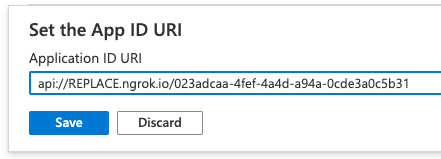 Set the App ID URI
Application ID URI
api://REPLACE.ngrok.io/023adcaa-4fef-4a4d-a94a-0cde3a0c5b31
Save
Discard